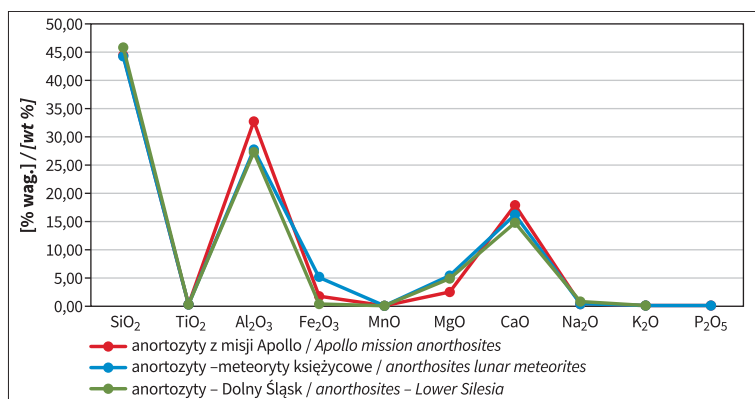 50,00
45,00
40,00
35,00
30,00
25,00
20,00
15,00
10,00
5,00
0,00
[% wag.] / [wt %]
SiO₂ TiO₂ Al₂O₃ Fe₂O₃ MnO MgO CaO Na₂O K₂O P₂O₅
anortozyty z misji Apollo / Apollo mission anorthosites
anortozyty –meteoryty księżycowe / anorthosites lunar meteorites
anortozyty – Dolny Śląsk / anorthosites – Lower Silesia